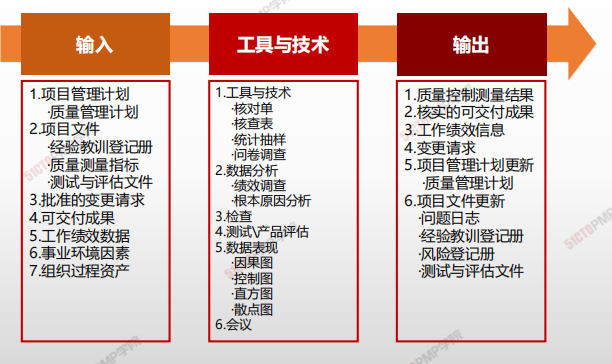 输入
1.项目管理计划
·质量管理计划
2.项目文件
·经验教训登记册
·质量测量指标
·测试与评估文件
3.批准的变更请求
4.可交付成果
5.工作绩效数据
6.事业环境因素
7.组织过程资产
工具与技术
1.工具与技术
·核对单
·核查表
·统计抽样
·问卷调查
2.数据分析
·绩效调查
·根本原因分析
3.检查
4.测试\产品评估
5.数据表现
·因果图
·控制图
·直方图
·散点图
6.会议
输出
1.质量控制测量结果
2.核实的可交付成果
3.工作绩效信息
4.变更请求
5.项目管理计划更新
·质量管理计划
6.项目文件更新
·问题日志
·经验教训登记册
·风险登记册
·测试与评估文件
51CTOPMP学院